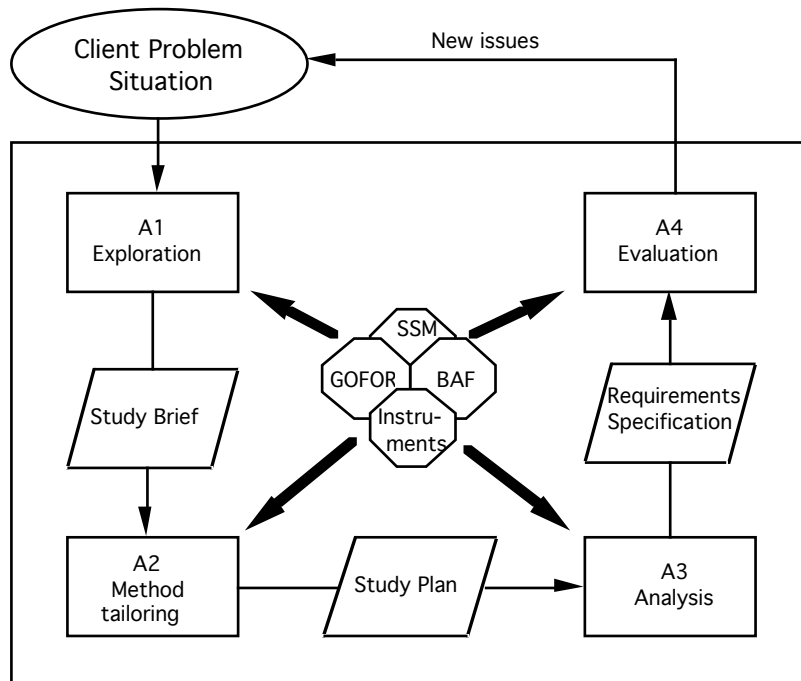 Client Problem
Situation
New issues
A1
Exploration
A4
Evaluation
SSM
GOFOR
BAF
Instru-
ments
Study Brief
Requirements
Specification
A2
Method
tailoring
Study Plan
A3
Analysis